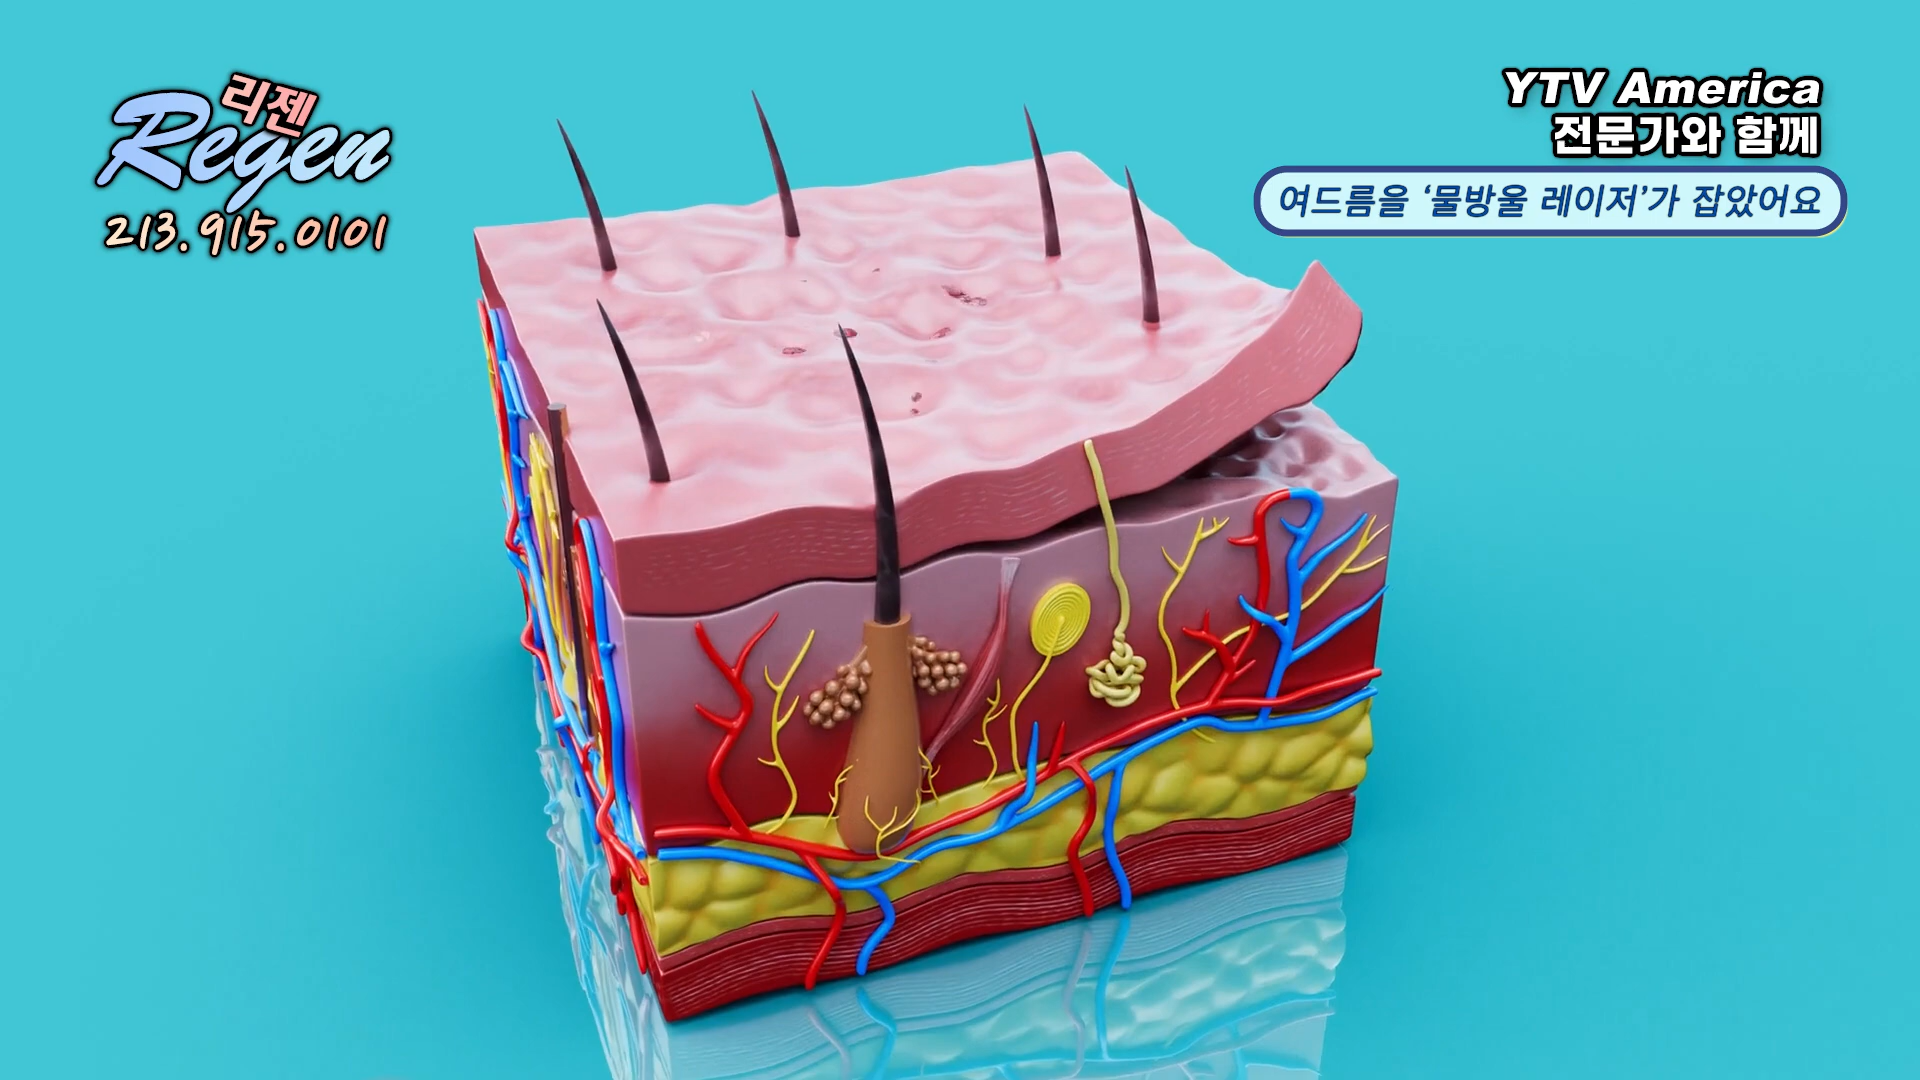 리젠
Regen
213.915.0101
YTV America
전문가와 함께
여드름을 ‘물방울 레이저’가 잡았어요